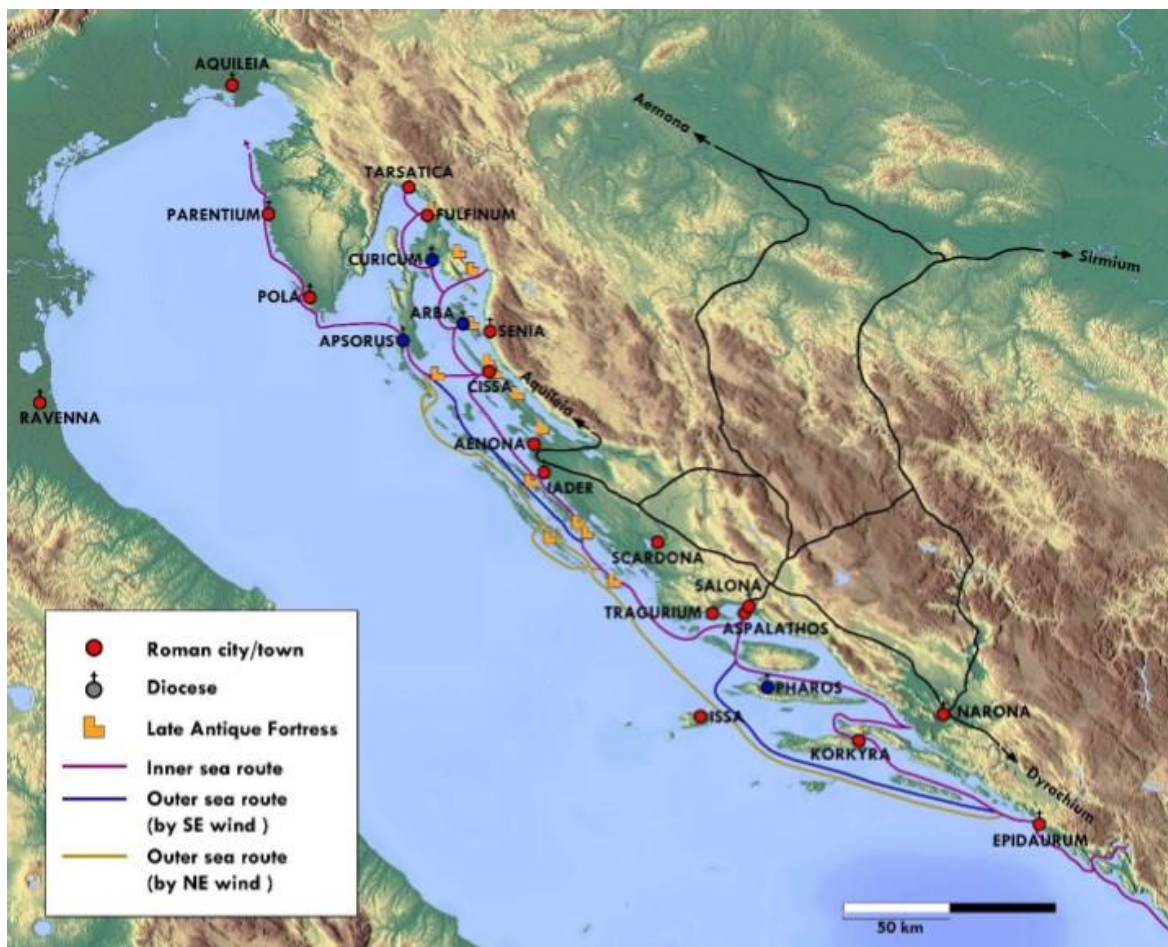 AQUILEIA
Aemona
TARSATICA
PARENTIUM
FULFINUM
CURICUM
Sirmium
POLA
ARBA
SENIA
APSORUS
CISSA
Aquileia
RAVENNA
AENONA
IADER
SCARDONA
SALONA
TRAGURIUM
ASPALATHOS
PHAROS
ISSA
NARONA
KORKYRA
Dyrachium
EPIDAURUM
Roman city/town
Diocese
Late Antique Fortress
Inner sea route
Outer sea route
(by SE wind )
Outer sea route
(by NE wind )
50 km